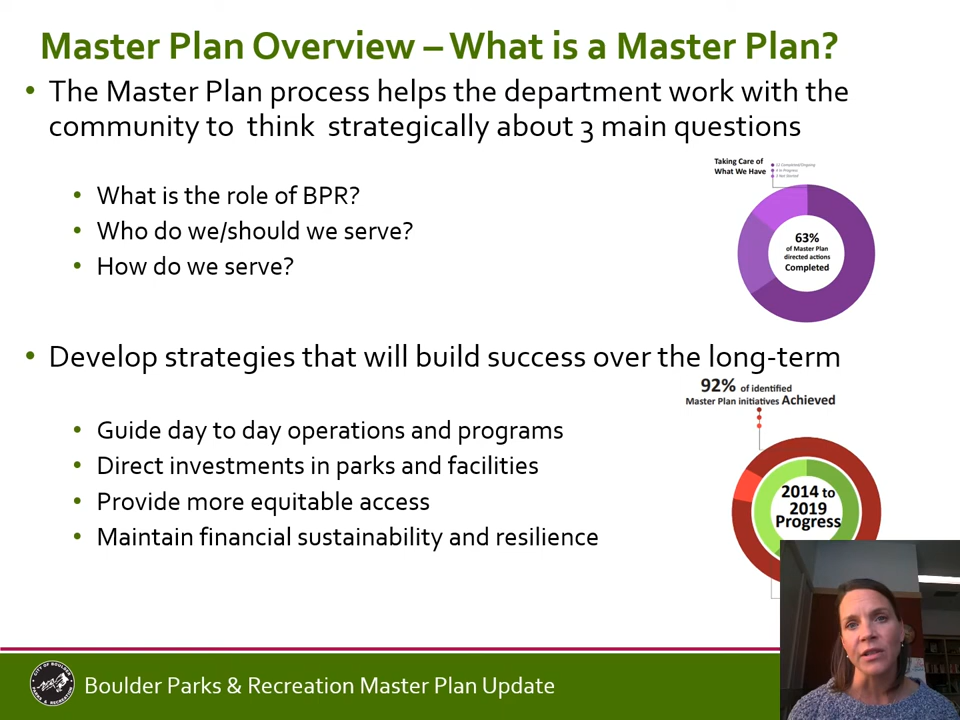 Master Plan Overview – What is a Master Plan?
• The Master Plan process helps the department work with the
community to think strategically about 3 main questions
• What is the role of BPR?
• Who do we/should we serve?
• How do we serve?
Taking Care of
What We Have
63%
of Master Plan
directed actions
Completed
• Develop strategies that will build success over the long-term
92% of identified
Master Plan initiatives Achieved
• Guide day to day operations and programs
• Direct investments in parks and facilities
• Provide more equitable access
• Maintain financial sustainability and resilience
2014 to
2019
Progress
CITY OF BOULDER
PARKS & RECREATION
Boulder Parks & Recreation Master Plan Update